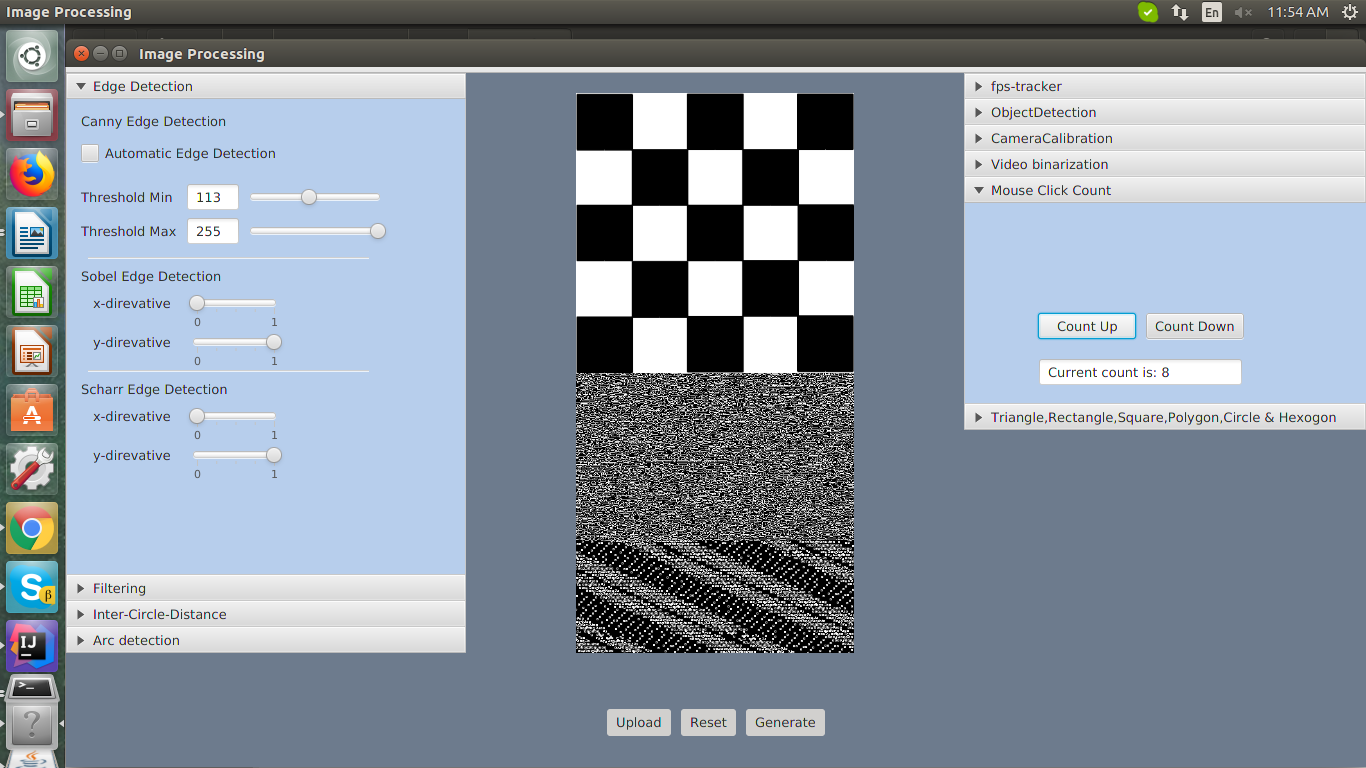 Image Processing
En
11:54 AM
Image Processing
Edge Detection
Canny Edge Detection
Automatic Edge Detection
Threshold Min 113
Threshold Max 255
Sobel Edge Detection
x-direvative
0 1
y-direvative
0 1
Scharr Edge Detection
x-direvative
0 1
y-direvative
0 1
Filtering
Inter-Circle-Distance
Arc detection
Upload Reset Generate
fps-tracker
ObjectDetection
CameraCalibration
Video binarization
Mouse Click Count
Count Up Count Down
Current count is: 8
Triangle,Rectangle,Square,Polygon,Circle & Hexogon
IJ
β
>_
?